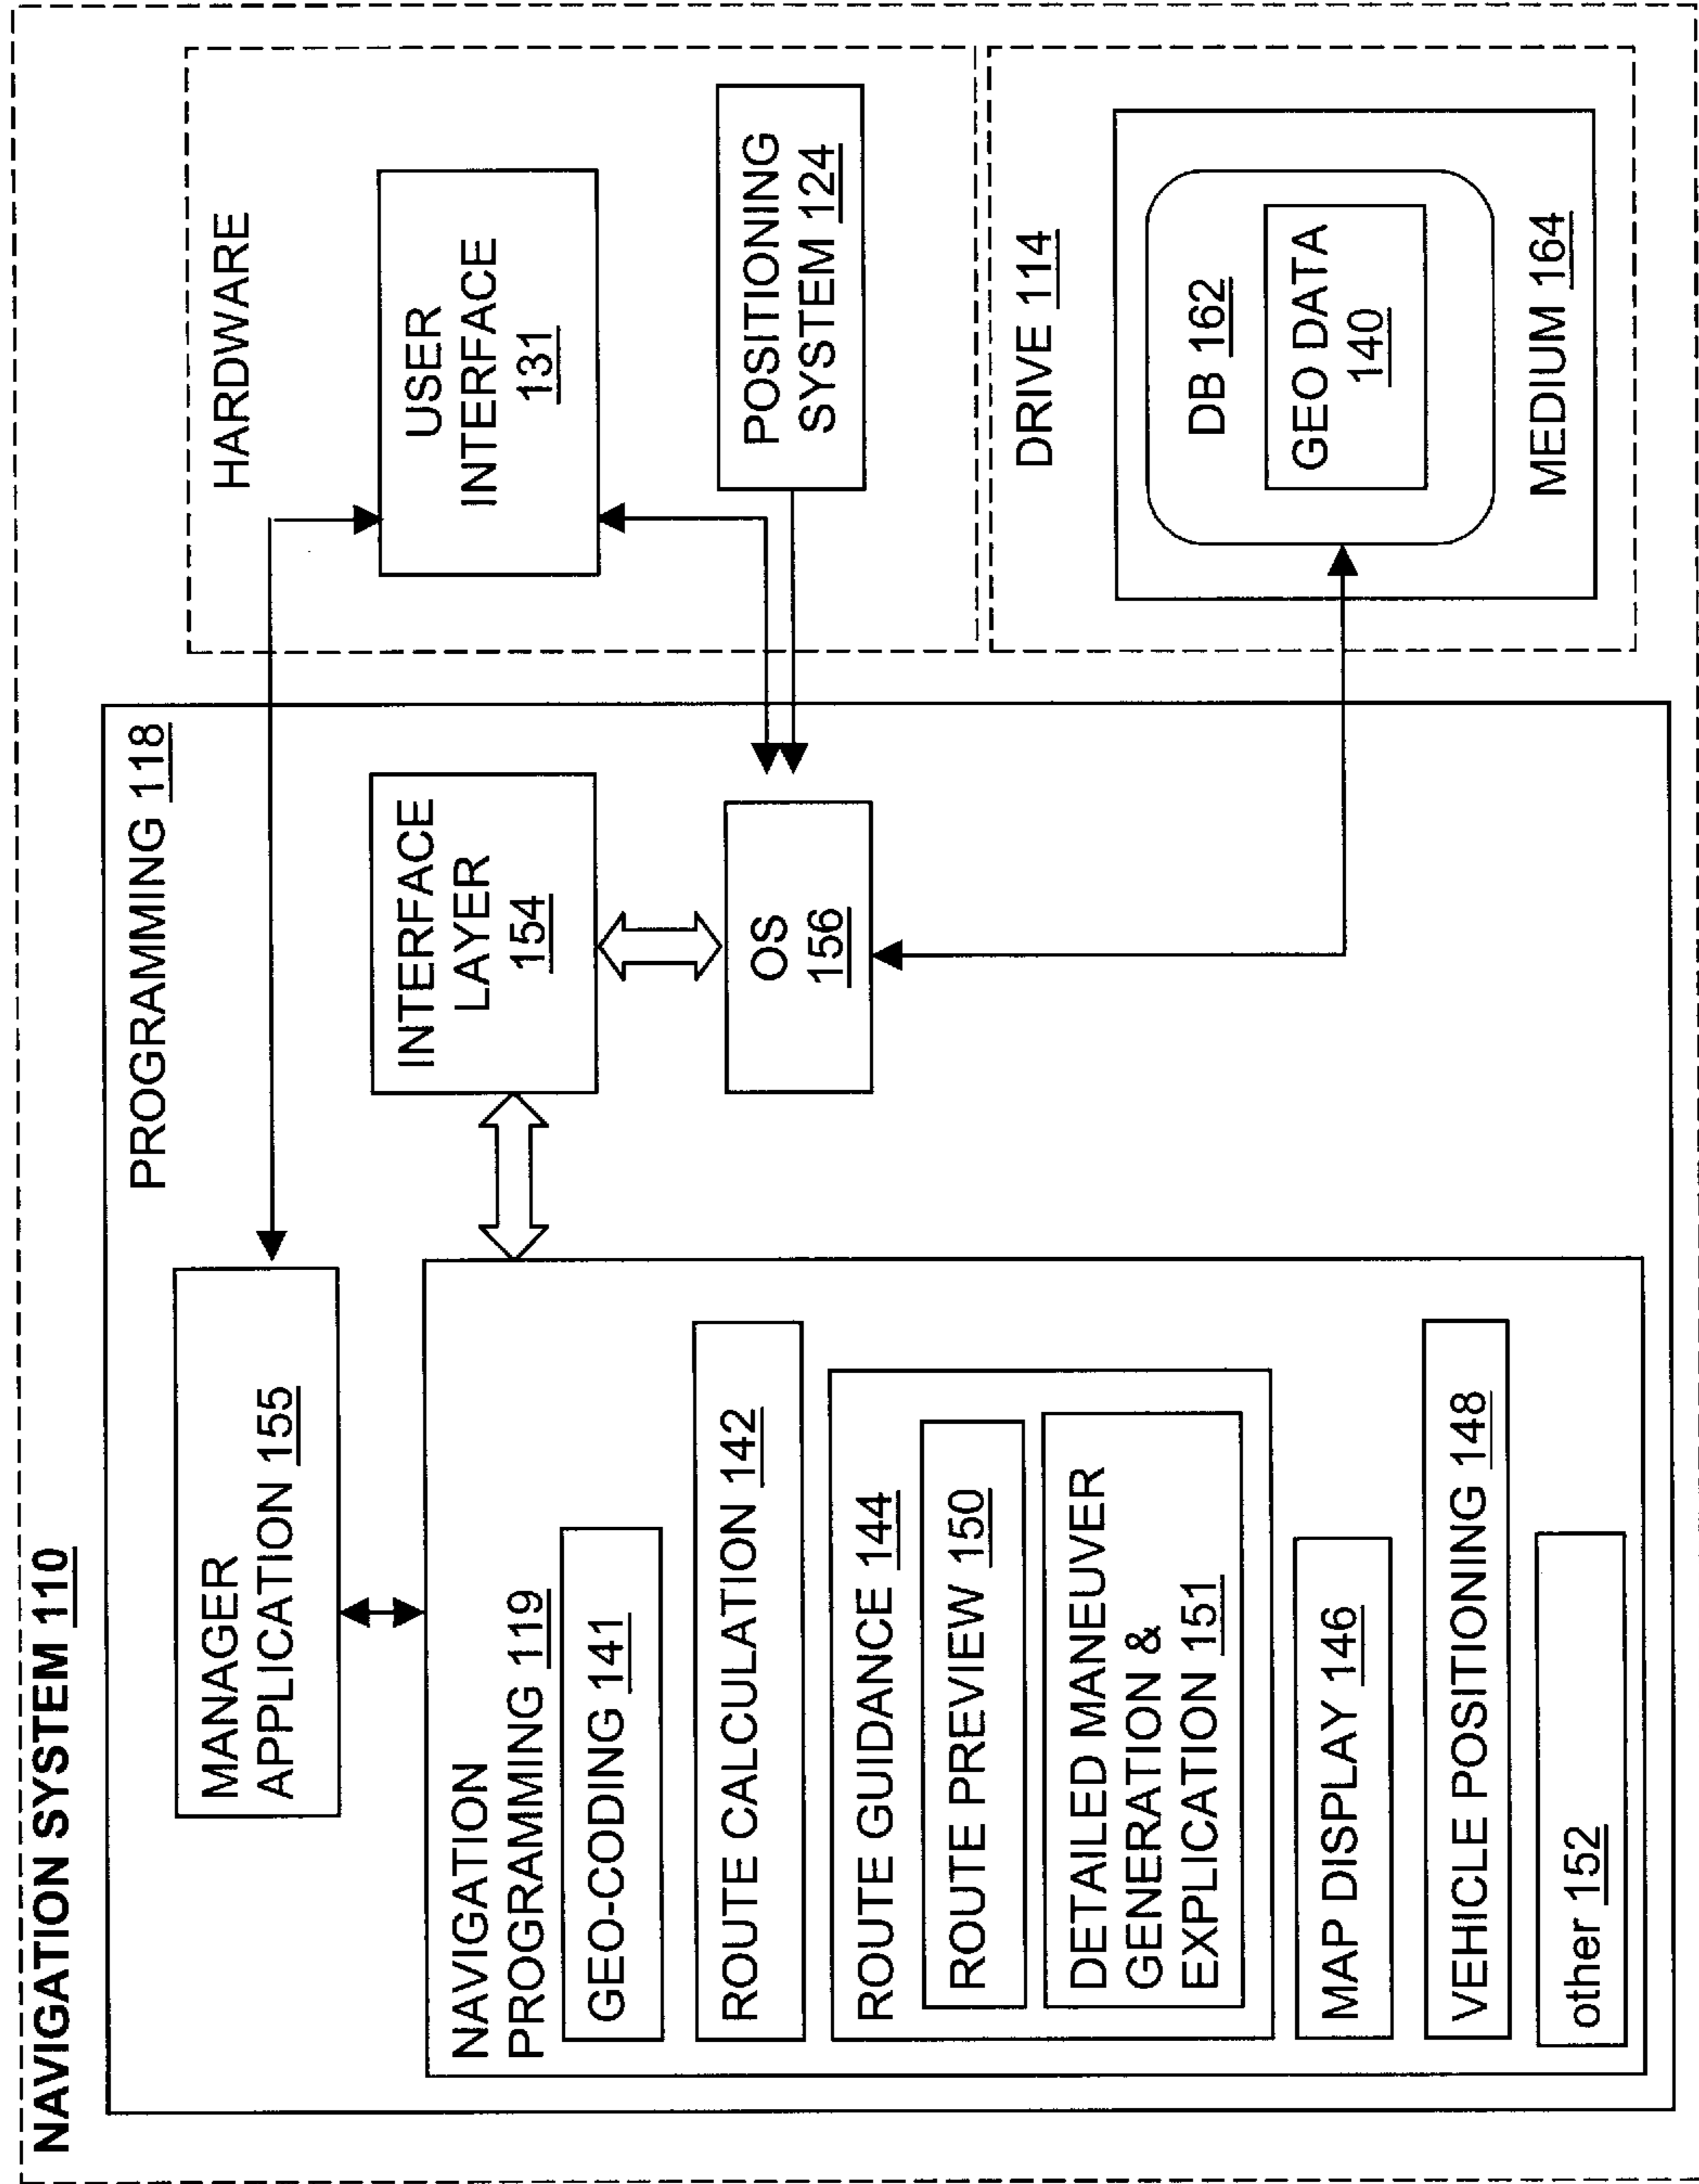 NAVIGATION SYSTEM 110
PROGRAMMING 118
MANAGER
APPLICATION 155
NAVIGATION
PROGRAMMING 119
GEO-CODING 141
ROUTE CALCULATION 142
ROUTE GUIDANCE 144
ROUTE PREVIEW 150
DETAILED MANEUVER
GENERATION &
EXPLICATION 151
MAP DISPLAY 146
VEHICLE POSITIONING 148
other 152
INTERFACE
LAYER
154
OS
156
HARDWARE
USER
INTERFACE
131
POSITIONING
SYSTEM 124
DRIVE 114
DB 162
GEO DATA
140
MEDIUM 164